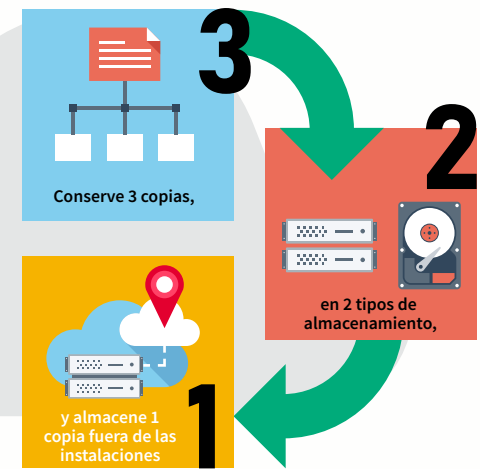 3
Conserve 3 copias,
2
en 2 tipos de
almacenamiento,
1
y almacene 1
copia fuera de las
instalaciones